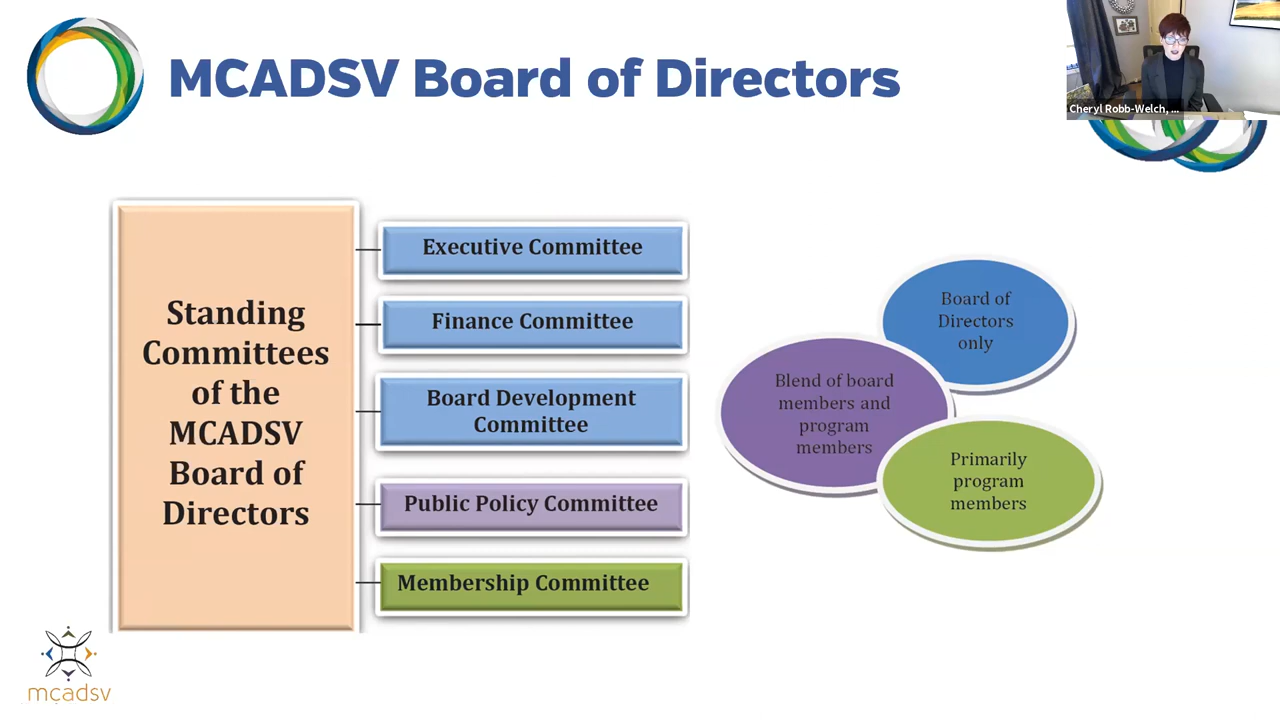 MCADSV Board of Directors
Cheryl Robb-Welch, ...
Standing
Committees
of the
MCADSV
Board of
Directors
Executive Committee
Finance Committee
Board Development
Committee
Public Policy Committee
Membership Committee
Board of
Directors
only
Blend of board
members and
program
members
Primarily
program
members
mcadsv